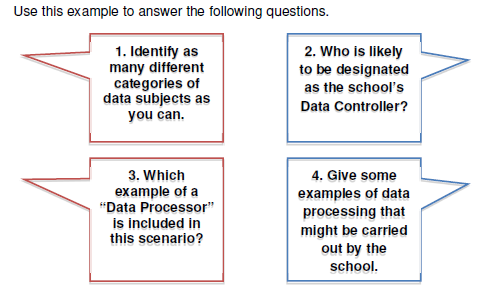 Use this example to answer the following questions.
1. Identify as
many different
categories of
data subjects as
you can.
2. Who is likely
to be designated
as the school's
Data Controller?
3. Which
example of a
“Data Processor”
is included in
this scenario?
4. Give some
examples of data
processing that
might be carried
out by the
school.